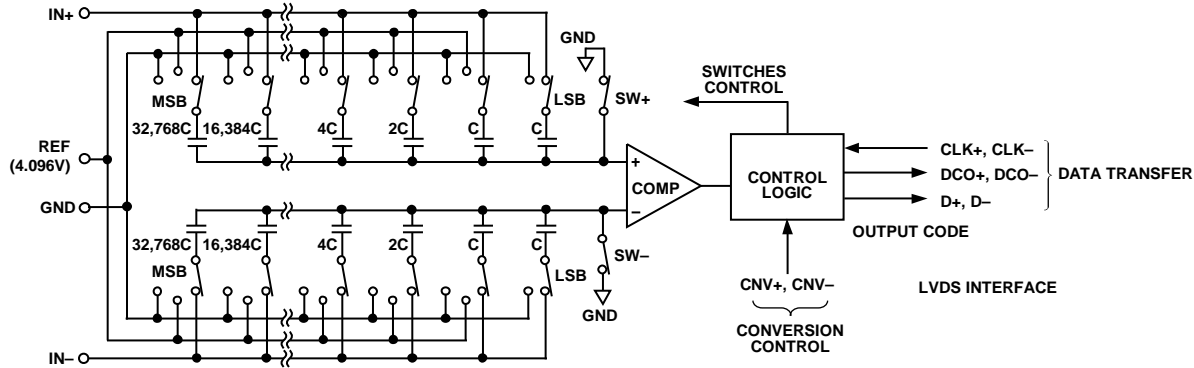 IN+
GND
SWITCHES
CONTROL
MSB
LSB
SW+
32,768C 16,384C 4C 2C C C
REF
(4.096V)
GND
+
COMP
–
CONTROL
LOGIC
CLK+, CLK–
DCO+, DCO–
D+, D–
DATA TRANSFER
OUTPUT CODE
32,768C 16,384C 4C 2C C C
MSB
LSB
SW–
GND
CNV+, CNV–
CONVERSION
CONTROL
LVDS INTERFACE
IN–